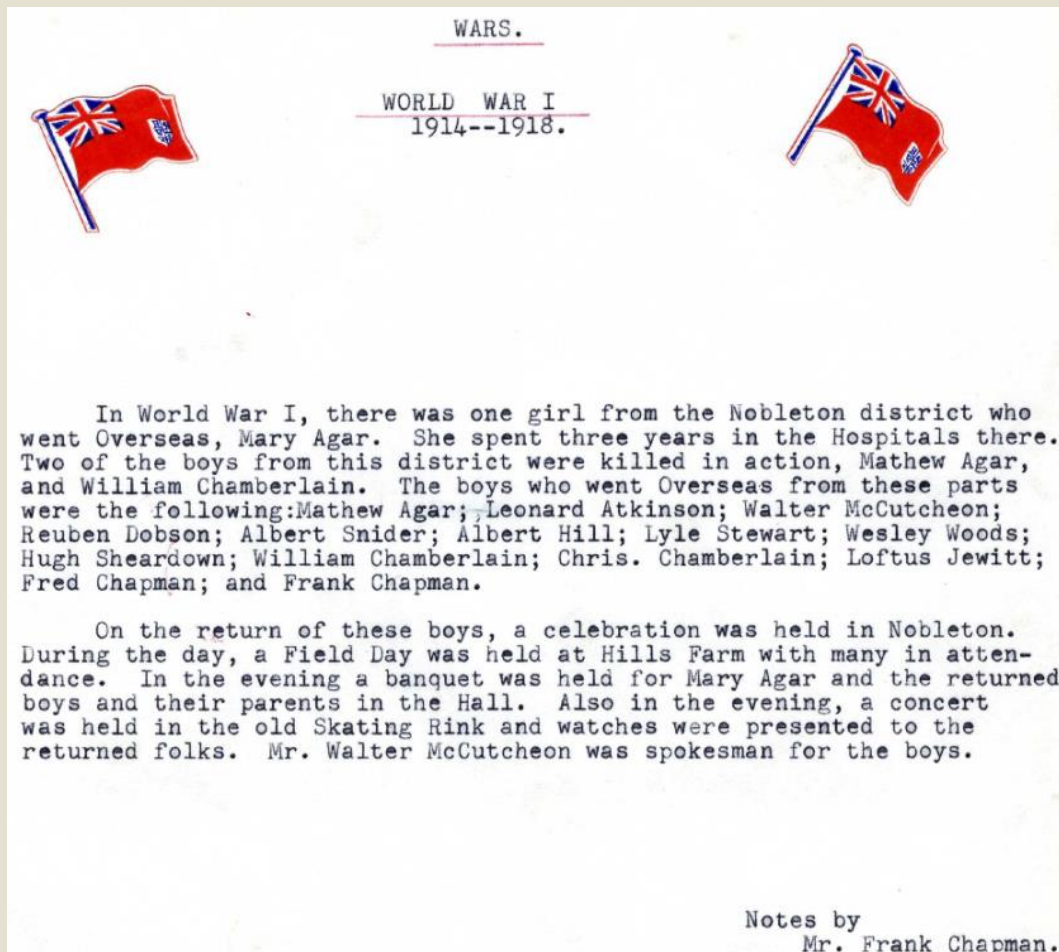 WARS.
WORLD WAR I
1914--1918.
In World War I, there was one girl from the Nobleton district who
went Overseas, Mary Agar. She spent three years in the Hospitals there.
Two of the boys from this district were killed in action, Mathew Agar,
and William Chamberlain. The boys who went Overseas from these parts
were the following:Mathew Agar; Leonard Atkinson; Walter McCutcheon;
Reuben Dobson; Albert Snider; Albert Hill; Lyle Stewart; Wesley Woods;
Hugh Sheardown; William Chamberlain; Chris. Chamberlain; Loftus Jewitt;
Fred Chapman; and Frank Chapman.
On the return of these boys, a celebration was held in Nobleton.
During the day, a Field Day was held at Hills Farm with many in atten-
dance. In the evening a banquet was held for Mary Agar and the returned
boys and their parents in the Hall. Also in the evening, a concert
was held in the old Skating Rink and watches were presented to the
returned folks. Mr. Walter McCutcheon was spokesman for the boys.
Notes by
Mr. Frank Chapman.